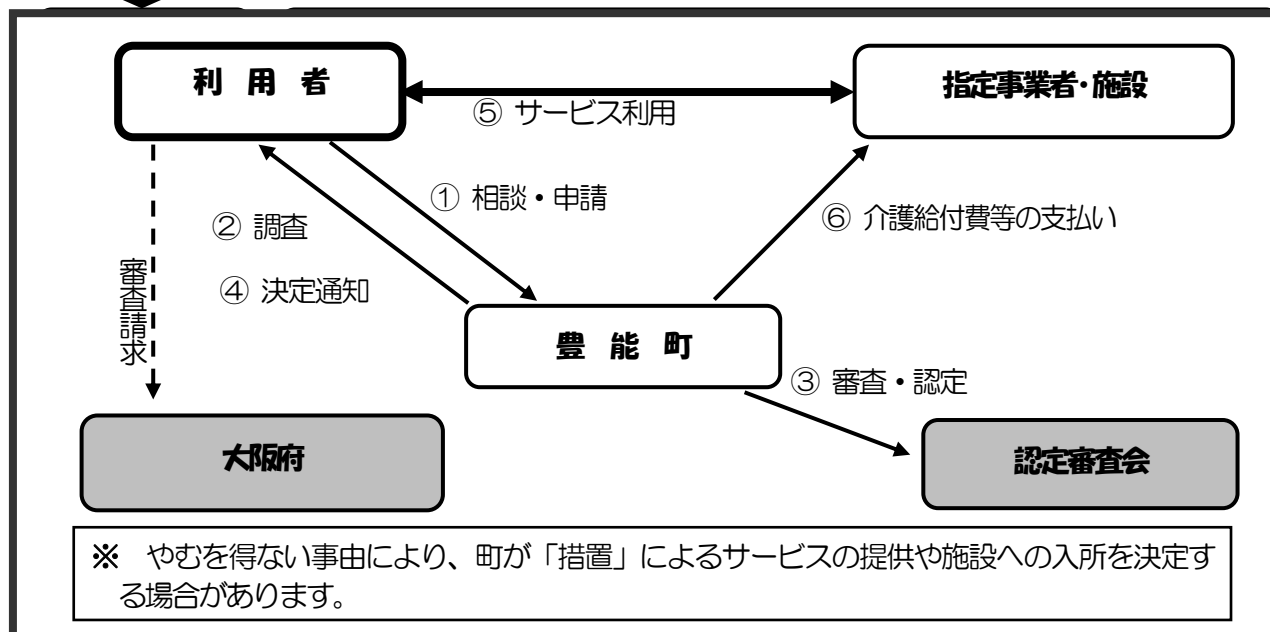 利 用 者
指定事業者・施設
⑤ サービス利用
① 相談・申請
② 調査
⑥ 介護給付費等の支払い
審査請求
④ 決定通知
豊 能 町
③ 審査・認定
大阪府
認定審査会
※ やむを得ない事由により、町が「措置」によるサービスの提供や施設への入所を決定す
る場合があります。